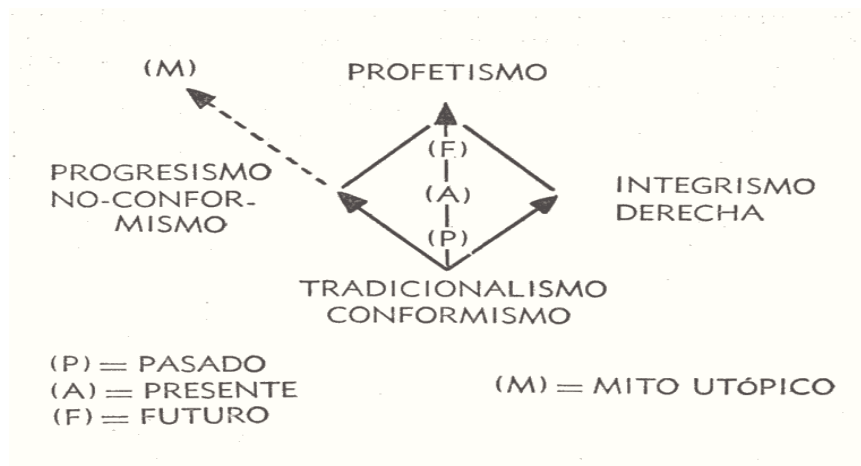 (M)
PROFETISMO
(F)
PROGRESISMO
NO-CONFOR-
MISMO
(A)
INTEGRISMO
DERECHA
(P)
TRADICIONALISMO
CONFORMISMO
(P) = PASADO
(A) = PRESENTE
(F) = FUTURO
(M) = MITO UTÓPICO